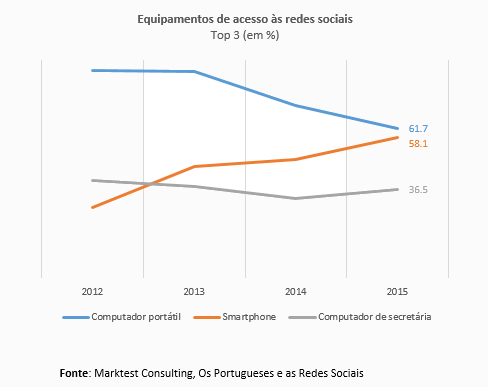 Equipamentos de acesso às redes sociais
Top 3 (em %)
61.7
58.1
36.5
2012 2013 2014 2015
Computador portátil Smartphone Computador de secretária
Fonte: Marktest Consulting, Os Portugueses e as Redes Sociais